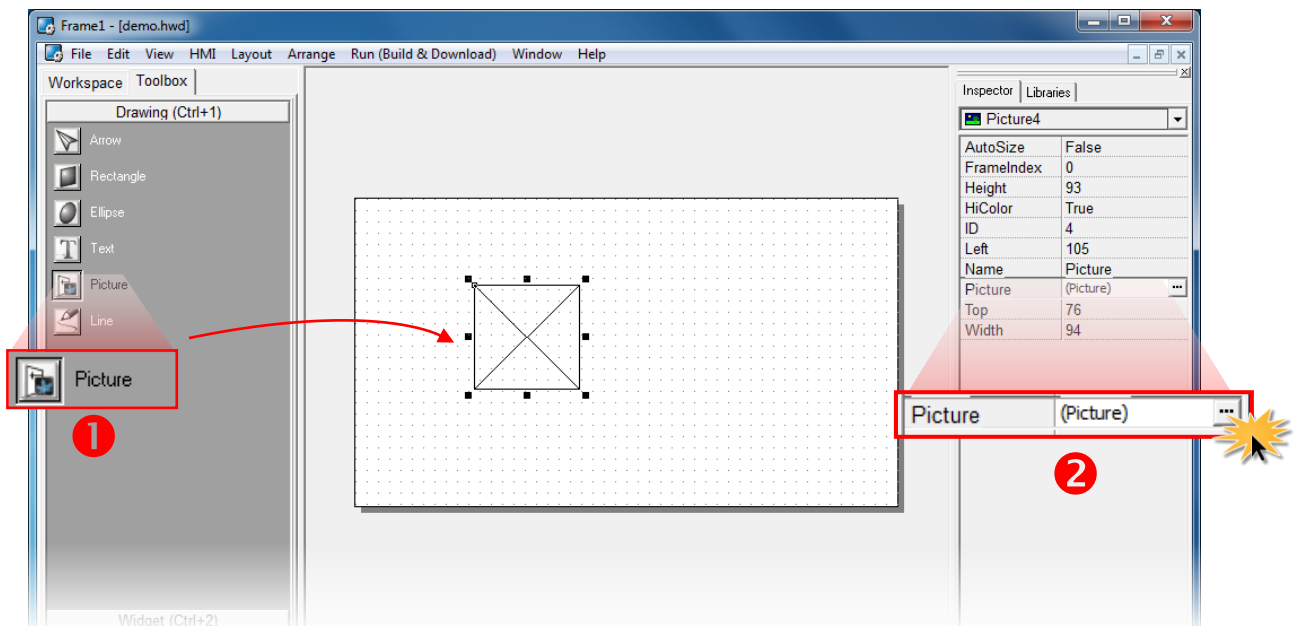 Frame1 - [demo.hwd]
File Edit View HMI Layout Arrange Run (Build & Download) Window Help
Workspace Toolbox
Drawing (Ctrl+1)
Arrow
Rectangle
Ellipse
Text
Picture
Line
Picture
1
Widget (Ctrl+2)
Inspector Libraries
Picture4
AutoSize False
FrameIndex 0
Height 93
HiColor True
ID 4
Left 105
Name Picture
Picture (Picture) ...
Top 76
Width 94
Picture (Picture) ...
2